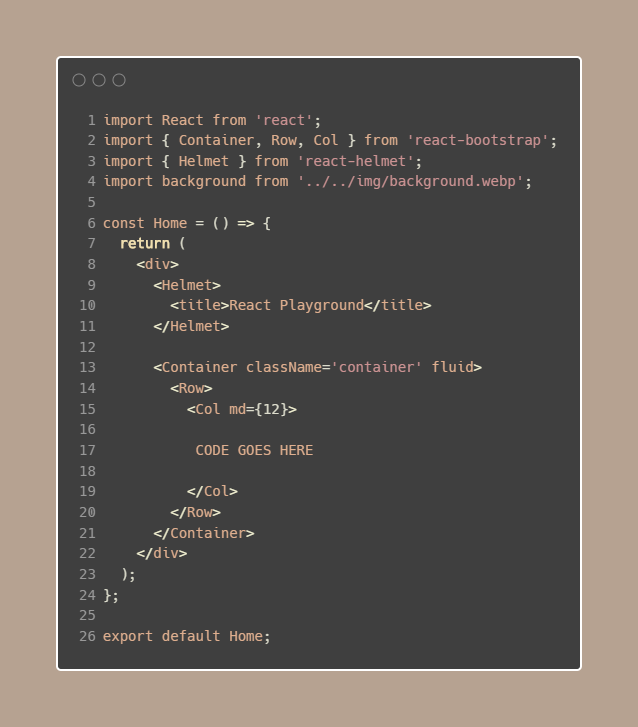 1 import React from 'react';
2 import { Container, Row, Col } from 'react-bootstrap';
3 import { Helmet } from 'react-helmet';
4 import background from '../../img/background.webp';
5
6 const Home = () => {
7   return (
8     <div>
9       <Helmet>
10         <title>React Playground</title>
11       </Helmet>
12
13       <Container className='container' fluid>
14         <Row>
15           <Col md={12}>
16
17            CODE GOES HERE
18
19           </Col>
20         </Row>
21       </Container>
22     </div>
23   );
24 };
25
26 export default Home;